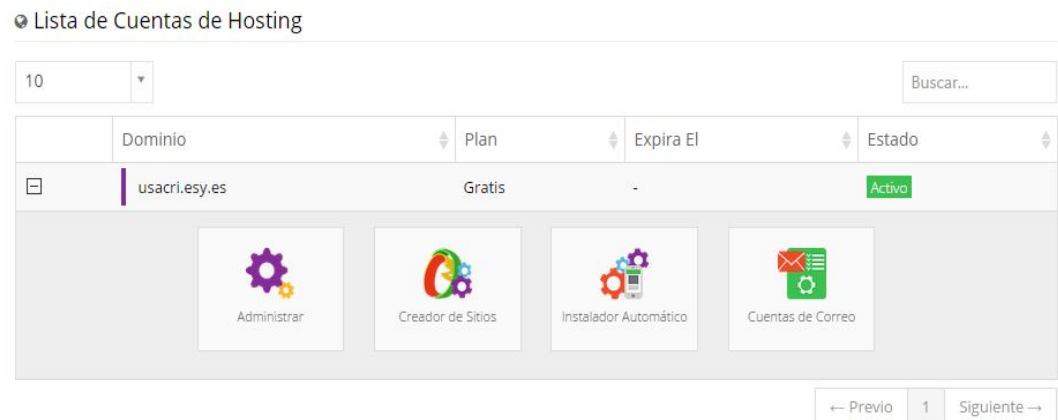 Lista de Cuentas de Hosting
10
Buscar...
Dominio Plan Expira El Estado
usacri.esy.es Gratis - Activo
Administrar Creador de Sitios Instalador Automático Cuentas de Correo
← Previo 1 Siguiente →